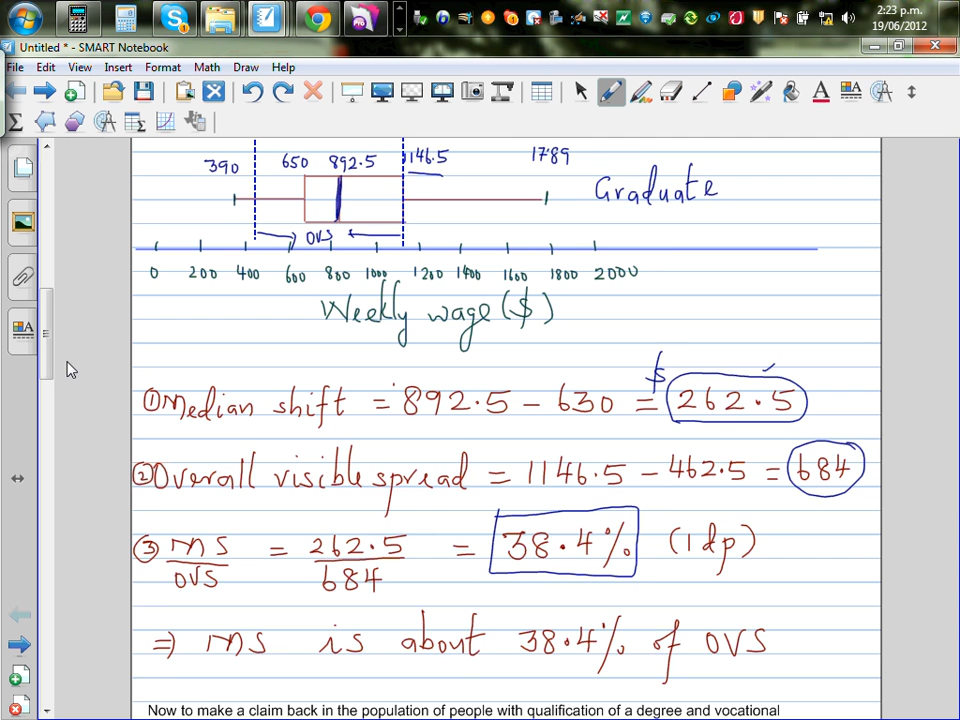 2:23 p.m.
19/06/2012
Untitled * - SMART Notebook
File Edit View Insert Format Math Draw Help
390 650 892.5 1146.5 1789
Graduate
OVS
0 200 400 600 800 1000 1200 1400 1600 1800 2000
Weekly wage ($)
① Median shift = 892.5 - 630 = $ 262.5
② Overall visible spread = 1146.5 - 462.5 = 684
③ MS / OVS = 262.5 / 684 = 38.4% (1dp)
⇒ MS is about 38.4% of OVS
Now to make a claim back in the population of people with qualification of a degree and vocational